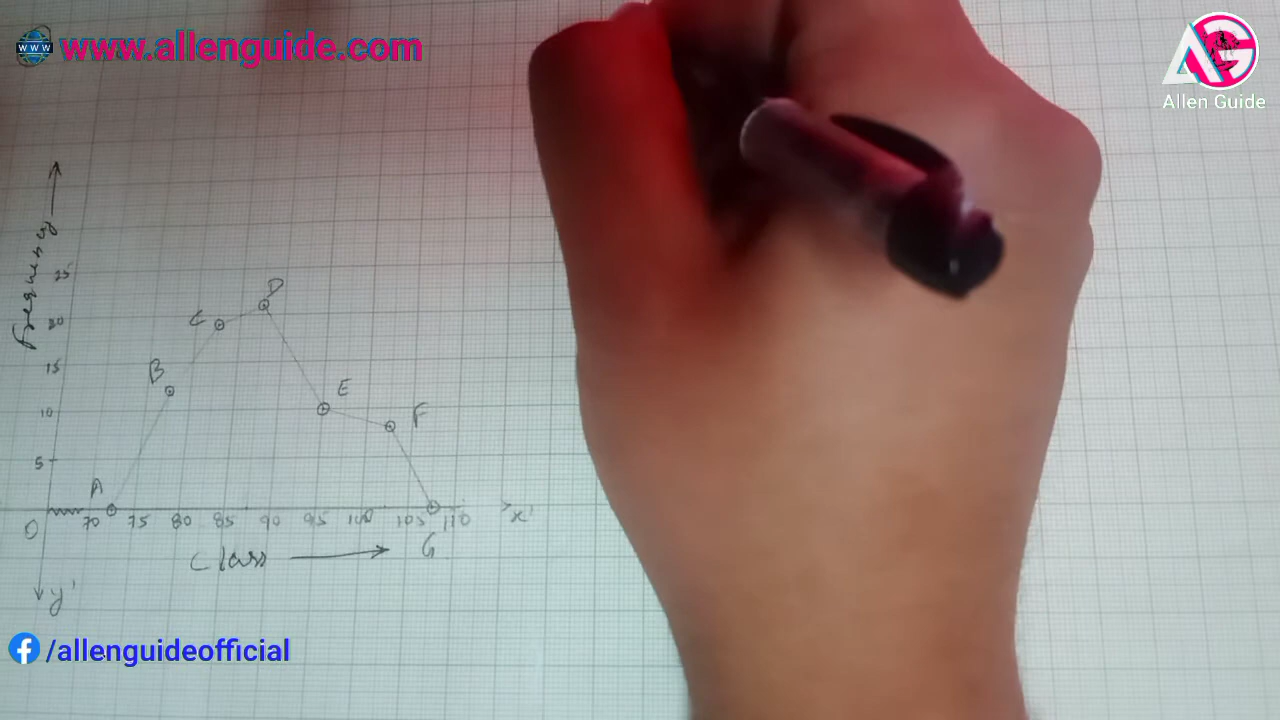 www.allenguide.com
AG
Allen Guide
Frequency
25
20
15
10
5
O
A
B
C
D
E
F
G
70 75 80 85 90 95 100 105 110 x'
Class
y'
/allenguideofficial